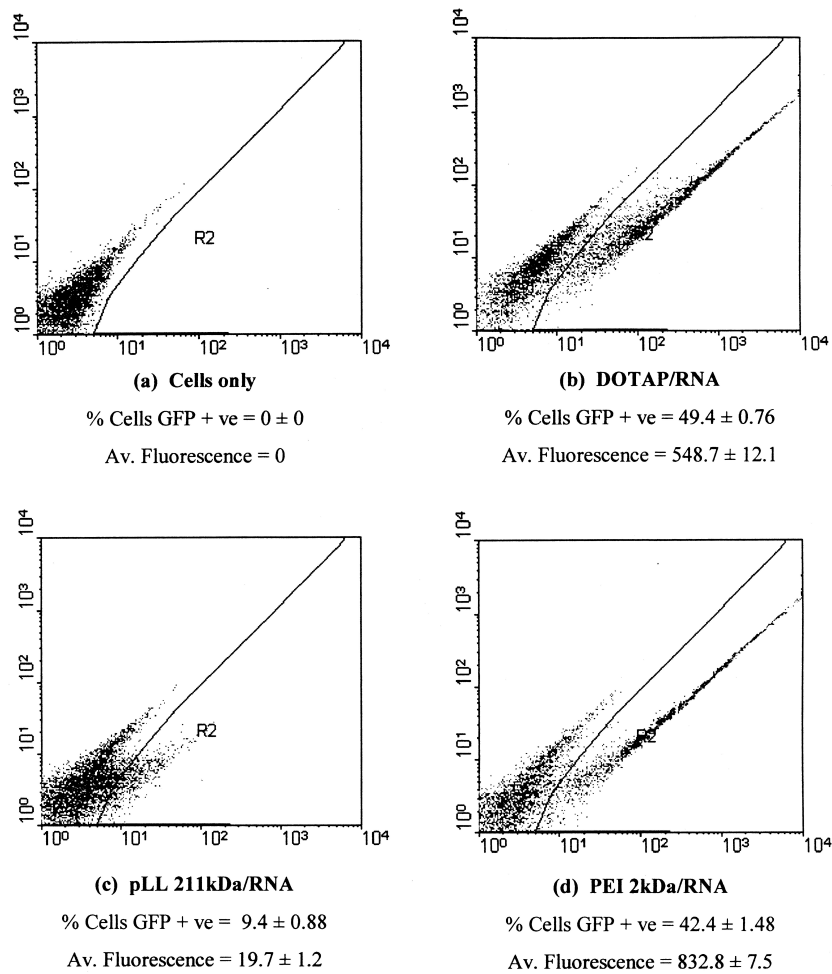 10⁴
10³
10²
10¹
10⁰
R2
10⁰ 10¹ 10² 10³ 10⁴
(a) Cells only
% Cells GFP + ve = 0 ± 0
Av. Fluorescence = 0
10⁴
10³
10²
10¹
10⁰
10⁰ 10¹ 10² 10³ 10⁴
(b) DOTAP/RNA
% Cells GFP + ve = 49.4 ± 0.76
Av. Fluorescence = 548.7 ± 12.1
10⁴
10³
10²
10¹
10⁰
R2
10⁰ 10¹ 10² 10³ 10⁴
(c) pLL 211kDa/RNA
% Cells GFP + ve = 9.4 ± 0.88
Av. Fluorescence = 19.7 ± 1.2
10⁴
10³
10²
10¹
10⁰
R2
10⁰ 10¹ 10² 10³ 10⁴
(d) PEI 2kDa/RNA
% Cells GFP + ve = 42.4 ± 1.48
Av. Fluorescence = 832.8 ± 7.5